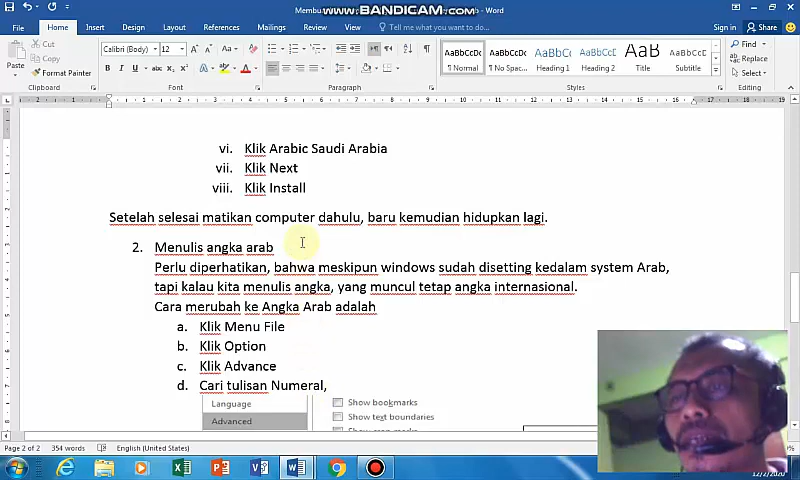 Membu
- Word
www.BANDICAM.com
File
Home
Insert
Design
Layout
References
Mailings
Review
View
Tell me what you want to do...
Sign in
Share
Paste
Cut
Copy
Format Painter
Clipboard
Calibri (Body)
12
Font
Paragraph
AaBbCcDc
¶ Normal
AaBbCcDc
¶ No Spac...
AaBbCc
Heading 1
AaBbCcC
Heading 2
AaB
Title
AaBbCcC
Subtitle
Styles
Find
Replace
Select
Editing
vi. Klik Arabic Saudi Arabia
vii. Klik Next
viii. Klik Install
Setelah selesai matikan computer dahulu, baru kemudian hidupkan lagi.
2. Menulis angka arab
Perlu diperhatikan, bahwa meskipun windows sudah disetting kedalam system Arab,
tapi kalau kita menulis angka, yang muncul tetap angka internasional.
Cara merubah ke Angka Arab adalah
a. Klik Menu File
b. Klik Option
c. Klik Advance
d. Cari tulisan Numeral,
Language
Advanced
Show bookmarks
Show text boundaries
Page 2 of 2
354 words
English (United States)
12/2/2020